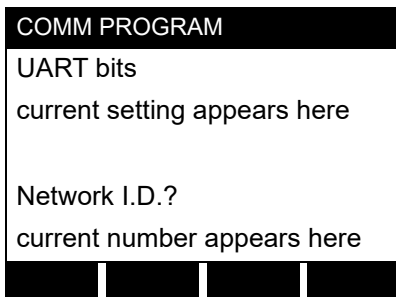 COMM PROGRAM
UART bits
current setting appears here
Network I.D.?
current number appears here